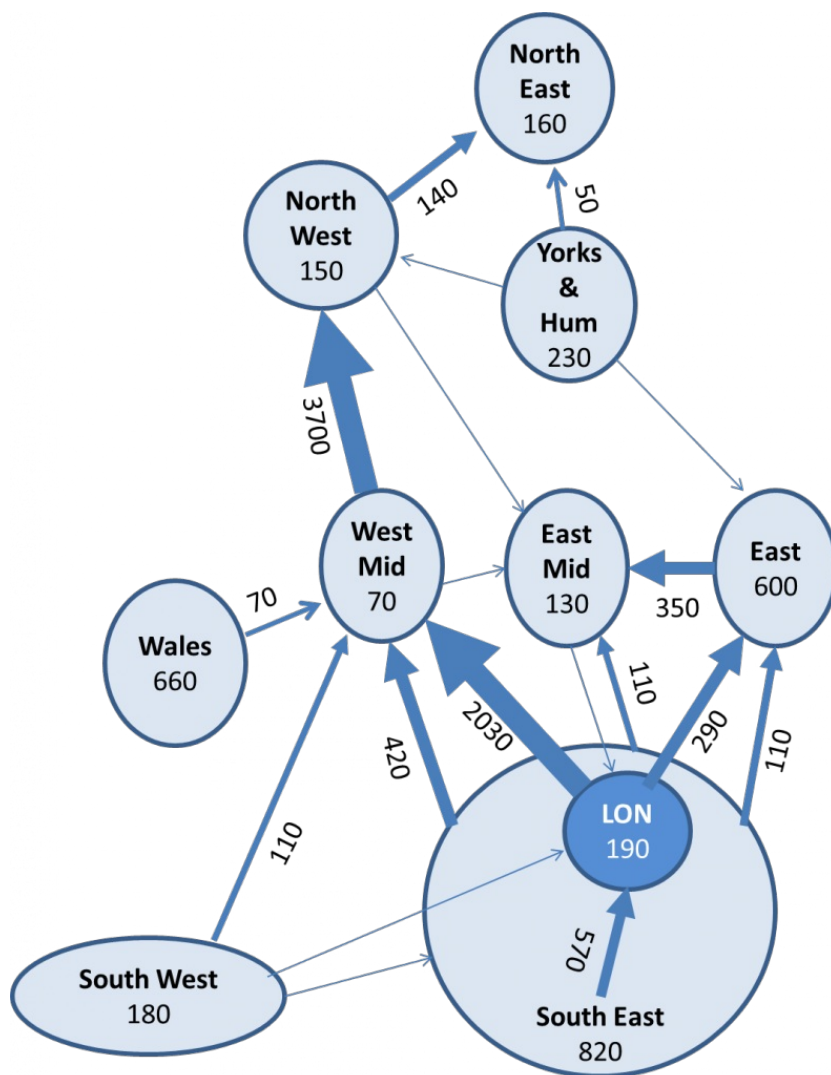 North
East
160
140
50
North
West
150
Yorks
&
Hum
230
3700
West
Mid
70
East
Mid
130
East
600
350
70
Wales
660
110
2030
290
420
110
110
LON
190
570
South West
180
South East
820